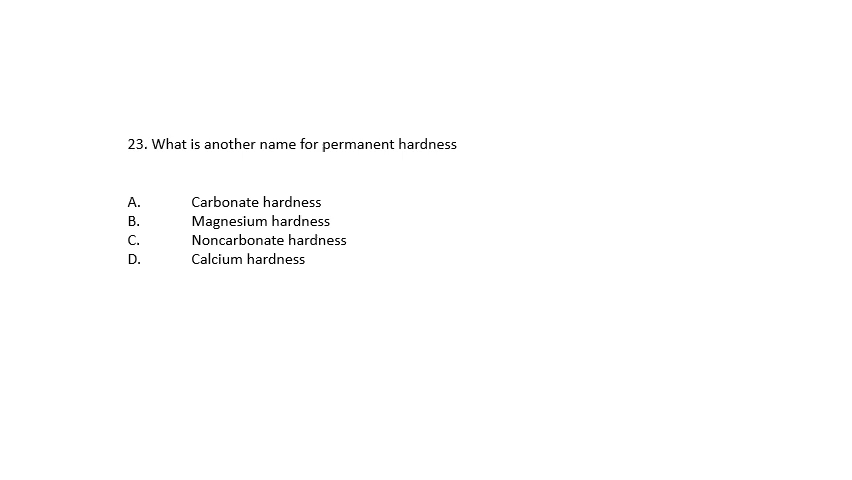 23. What is another name for permanent hardness
A. Carbonate hardness
B. Magnesium hardness
C. Noncarbonate hardness
D. Calcium hardness